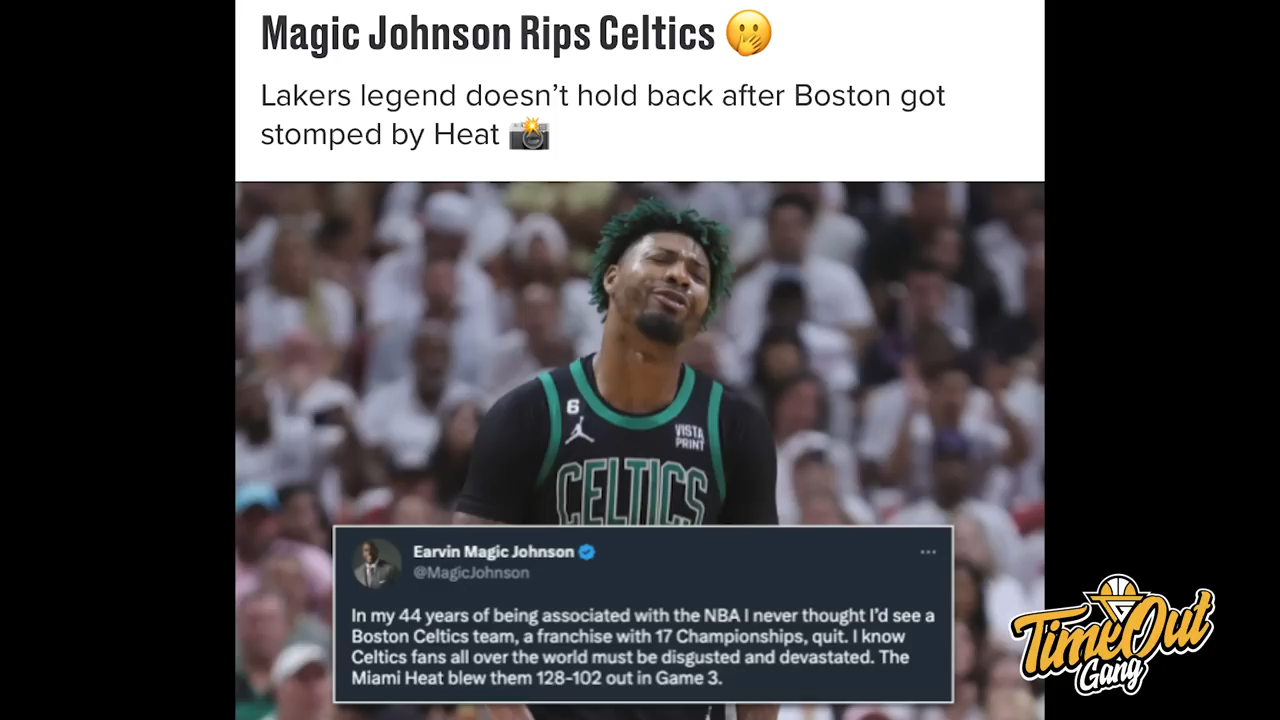 Magic Johnson Rips Celtics 🤭
Lakers legend doesn’t hold back after Boston got
stomped by Heat 📸
6
VISTA
PRINT
CELTICS
Earvin Magic Johnson
@MagicJohnson
In my 44 years of being associated with the NBA I never thought I'd see a
Boston Celtics team, a franchise with 17 Championships, quit. I know
Celtics fans all over the world must be disgusted and devastated. The
Miami Heat blew them 128-102 out in Game 3.
TimeOut
Gang